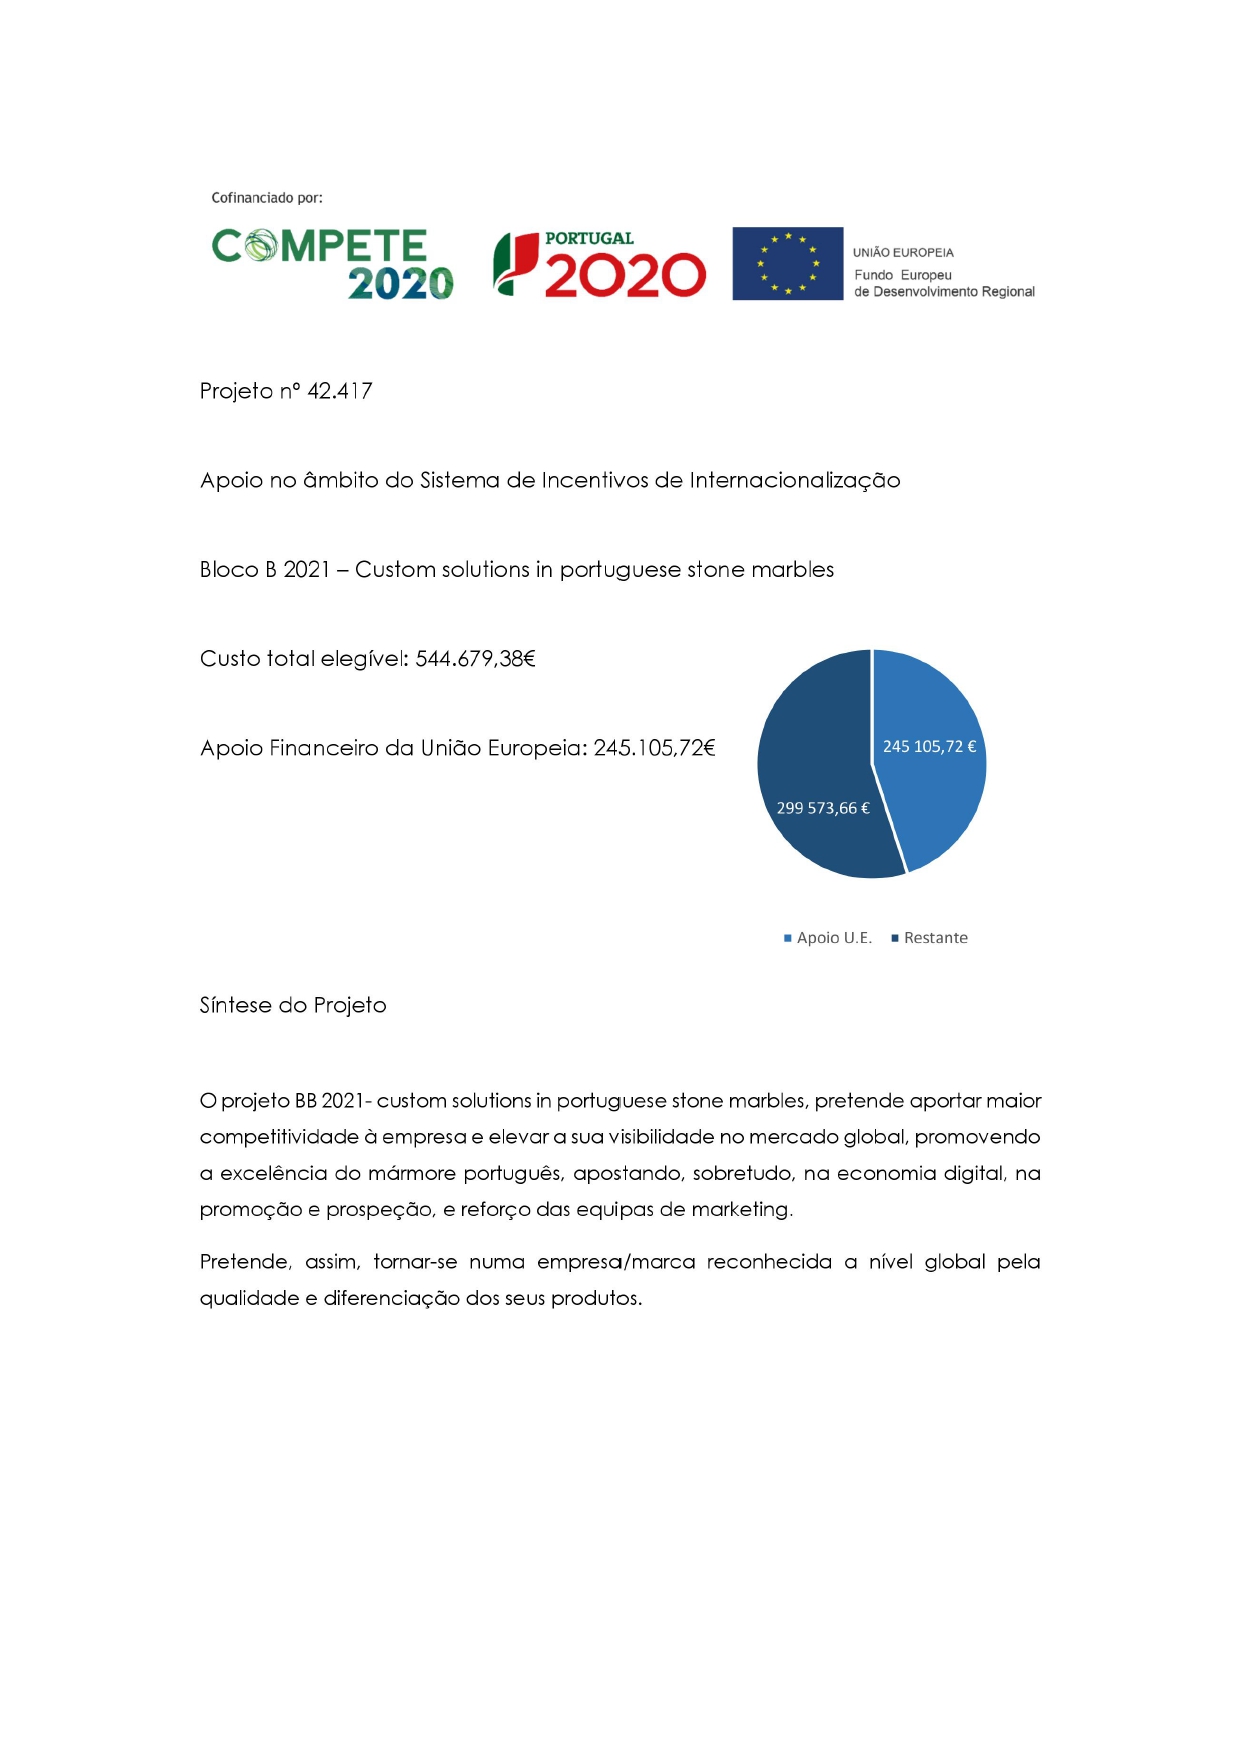 Cofinanciado por:
COMPETE
2020
PORTUGAL
2020
UNIÃO EUROPEIA
Fundo Europeu
de Desenvolvimento Regional
Projeto nº 42.417
Apoio no âmbito do Sistema de Incentivos de Internacionalização
Bloco B 2021 – Custom solutions in portuguese stone marbles
Custo total elegível: 544.679,38€
Apoio Financeiro da União Europeia: 245.105,72€
245 105,72 €
299 573,66 €
Apoio U.E. Restante
Síntese do Projeto
O projeto BB 2021- custom solutions in portuguese stone marbles, pretende aportar maior
competitividade à empresa e elevar a sua visibilidade no mercado global, promovendo
a excelência do mármore português, apostando, sobretudo, na economia digital, na
promoção e prospeção, e reforço das equipas de marketing.
Pretende, assim, tornar-se numa empresa/marca reconhecida a nível global pela
qualidade e diferenciação dos seus produtos.